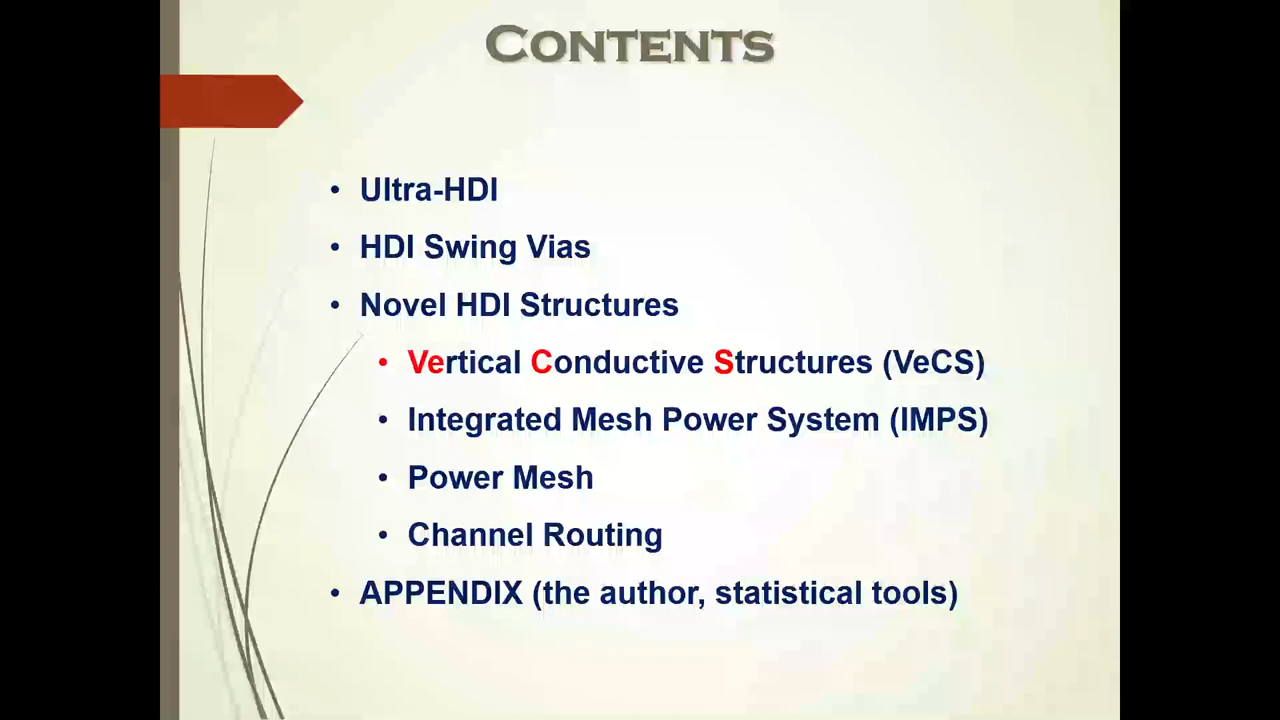 CONTENTS
• Ultra-HDI
• HDI Swing Vias
• Novel HDI Structures
• Vertical Conductive Structures (VeCS)
• Integrated Mesh Power System (IMPS)
• Power Mesh
• Channel Routing
• APPENDIX (the author, statistical tools)